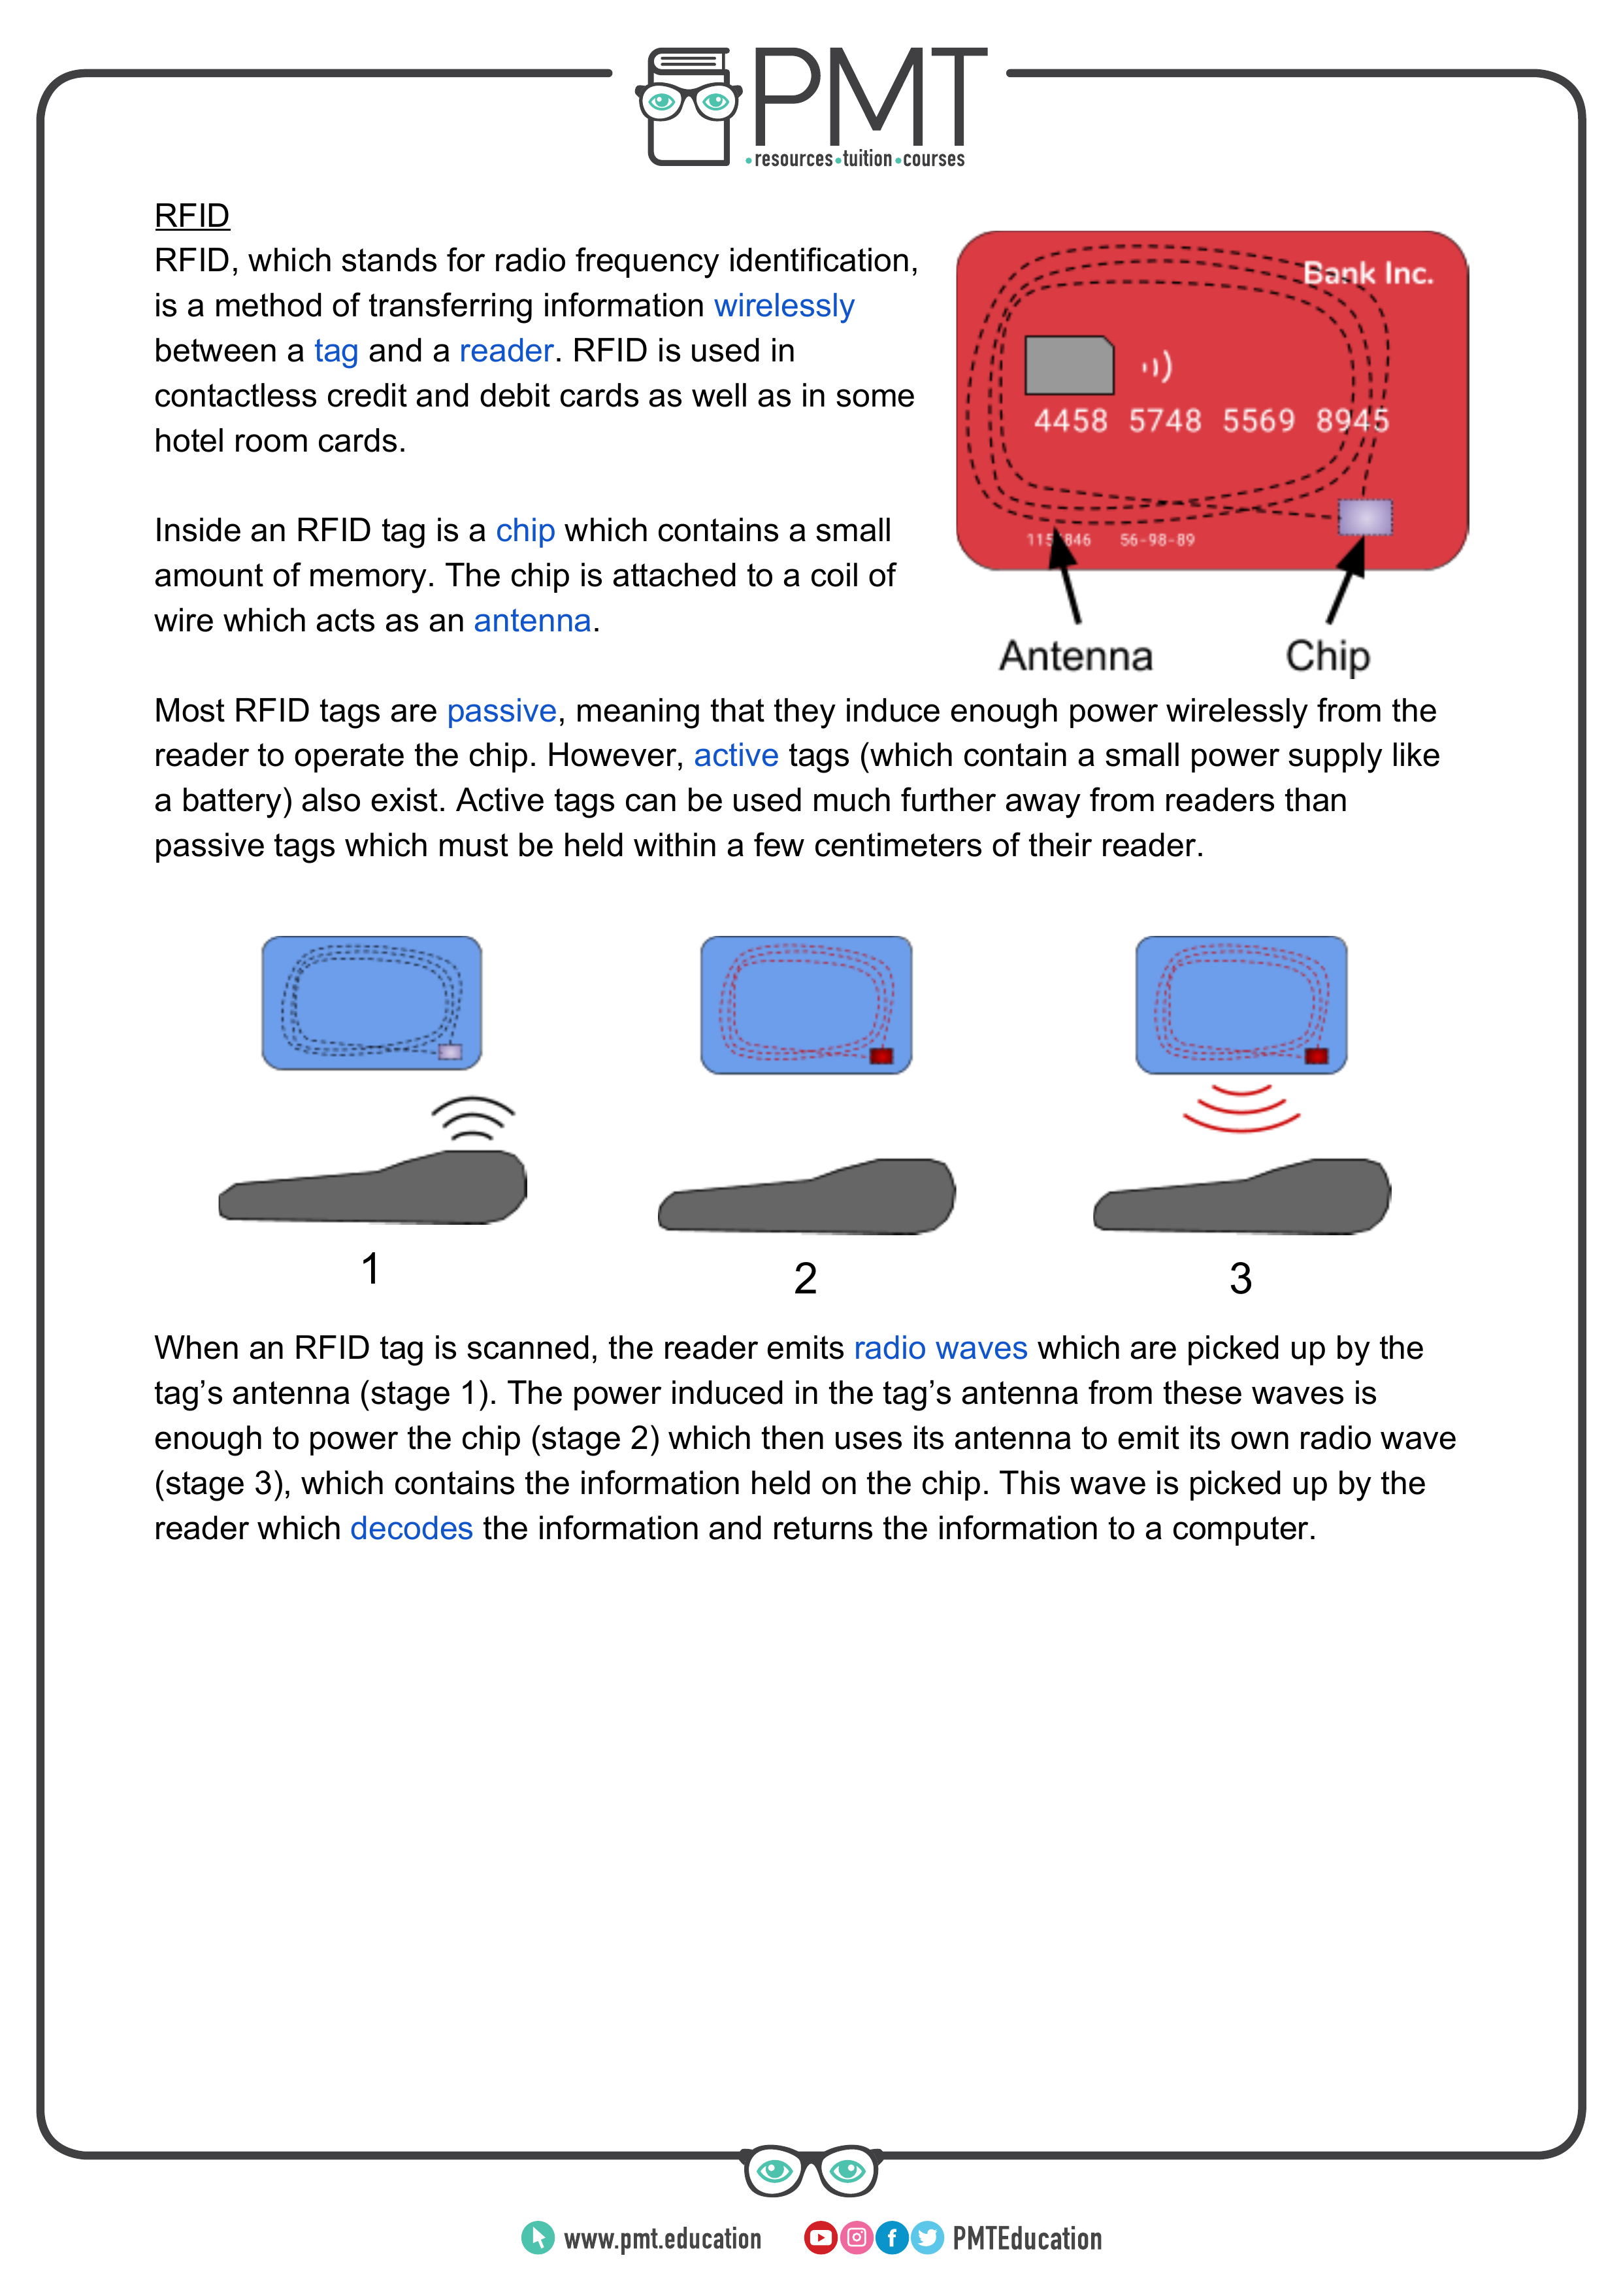 PMT
•resources•tuition•courses
RFID
RFID, which stands for radio frequency identification,
is a method of transferring information wirelessly
between a tag and a reader. RFID is used in
contactless credit and debit cards as well as in some
hotel room cards.
Inside an RFID tag is a chip which contains a small
amount of memory. The chip is attached to a coil of
wire which acts as an antenna.
Bank Inc.
4458 5748 5569 8945
56-98-89
Antenna Chip
Most RFID tags are passive, meaning that they induce enough power wirelessly from the
reader to operate the chip. However, active tags (which contain a small power supply like
a battery) also exist. Active tags can be used much further away from readers than
passive tags which must be held within a few centimeters of their reader.
1 2 3
When an RFID tag is scanned, the reader emits radio waves which are picked up by the
tag’s antenna (stage 1). The power induced in the tag’s antenna from these waves is
enough to power the chip (stage 2) which then uses its antenna to emit its own radio wave
(stage 3), which contains the information held on the chip. This wave is picked up by the
reader which decodes the information and returns the information to a computer.
www.pmt.education PMTEducation